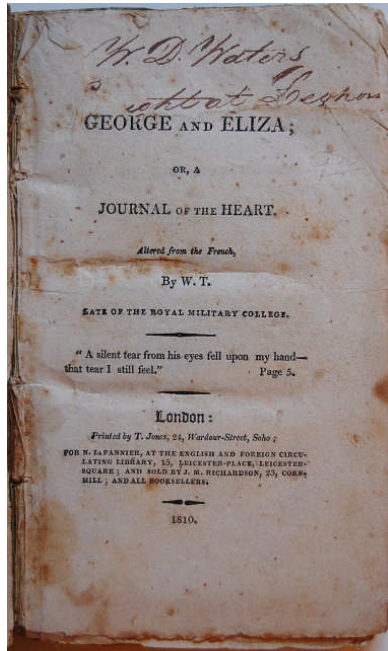 W. D. Waters
at
GEORGE AND ELIZA;
OR, A
JOURNAL OF THE HEART.
Altered from the French,
By W. T.
LATE OF THE ROYAL MILITARY COLLEGE.
" A silent tear from his eyes fell upon my hand—
that tear I still feel." Page 5.
London:
Printed by T. Jones, 24, Wardour-Street, Soho;
FOR N. LAPANNIER, AT THE ENGLISH AND FOREIGN CIRCU-
LATING LIBRARY, 15, LEICESTER-PLACE, LEICESTER-
SQUARE; AND SOLD BY J. M. RICHARDSON, 23, CORN-
HILL; AND ALL BOOKSELLERS.
1810.